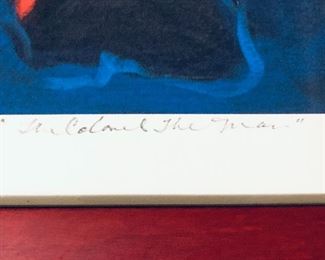 "The Colonel The Man"